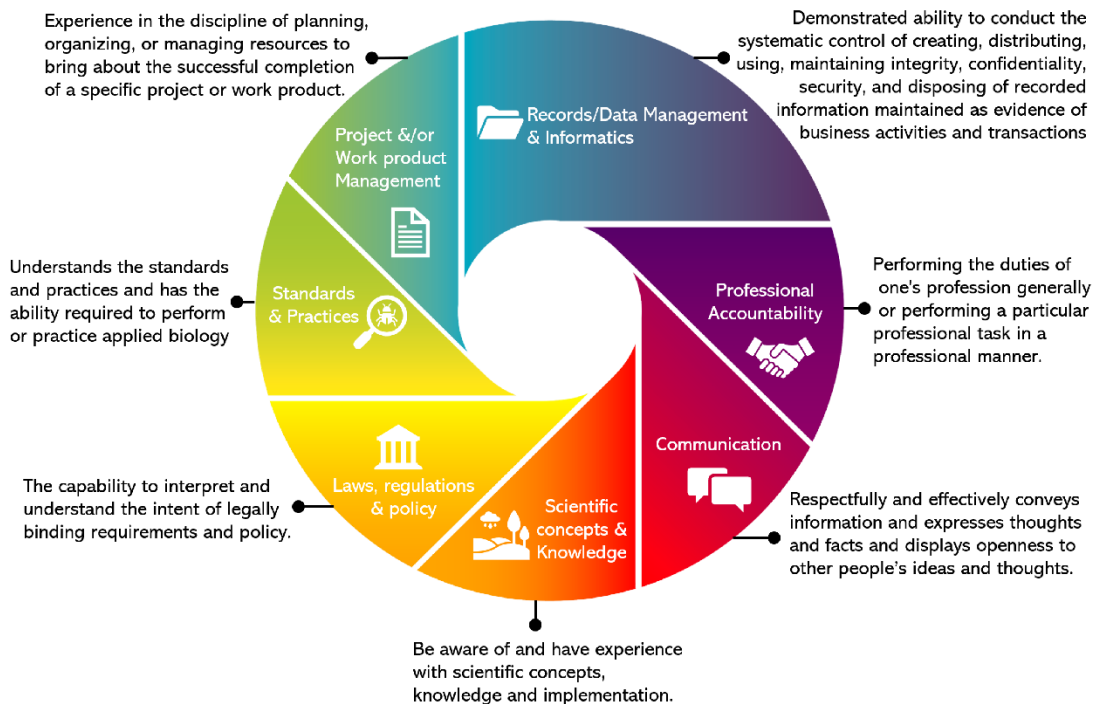 Experience in the discipline of planning,
organizing, or managing resources to
bring about the successful completion
of a specific project or work product.
Demonstrated ability to conduct the
systematic control of creating, distributing,
using, maintaining integrity, confidentiality,
security, and disposing of recorded
information maintained as evidence of
business activities and transactions
Project &/or
Work product
Management
Records/Data Management
& Informatics
Understands the standards
and practices and has the
ability required to perform
or practice applied biology
Standards
& Practices
Professional
Accountability
Performing the duties of
one's profession generally
or performing a particular
professional task in a
professional manner.
The capability to interpret and
understand the intent of legally
binding requirements and policy.
Laws, regulations
& policy
Scientific
concepts &
Knowledge
Communication
Respectfully and effectively conveys
information and expresses thoughts
and facts and displays openness to
other people's ideas and thoughts.
Be aware of and have experience
with scientific concepts,
knowledge and implementation.